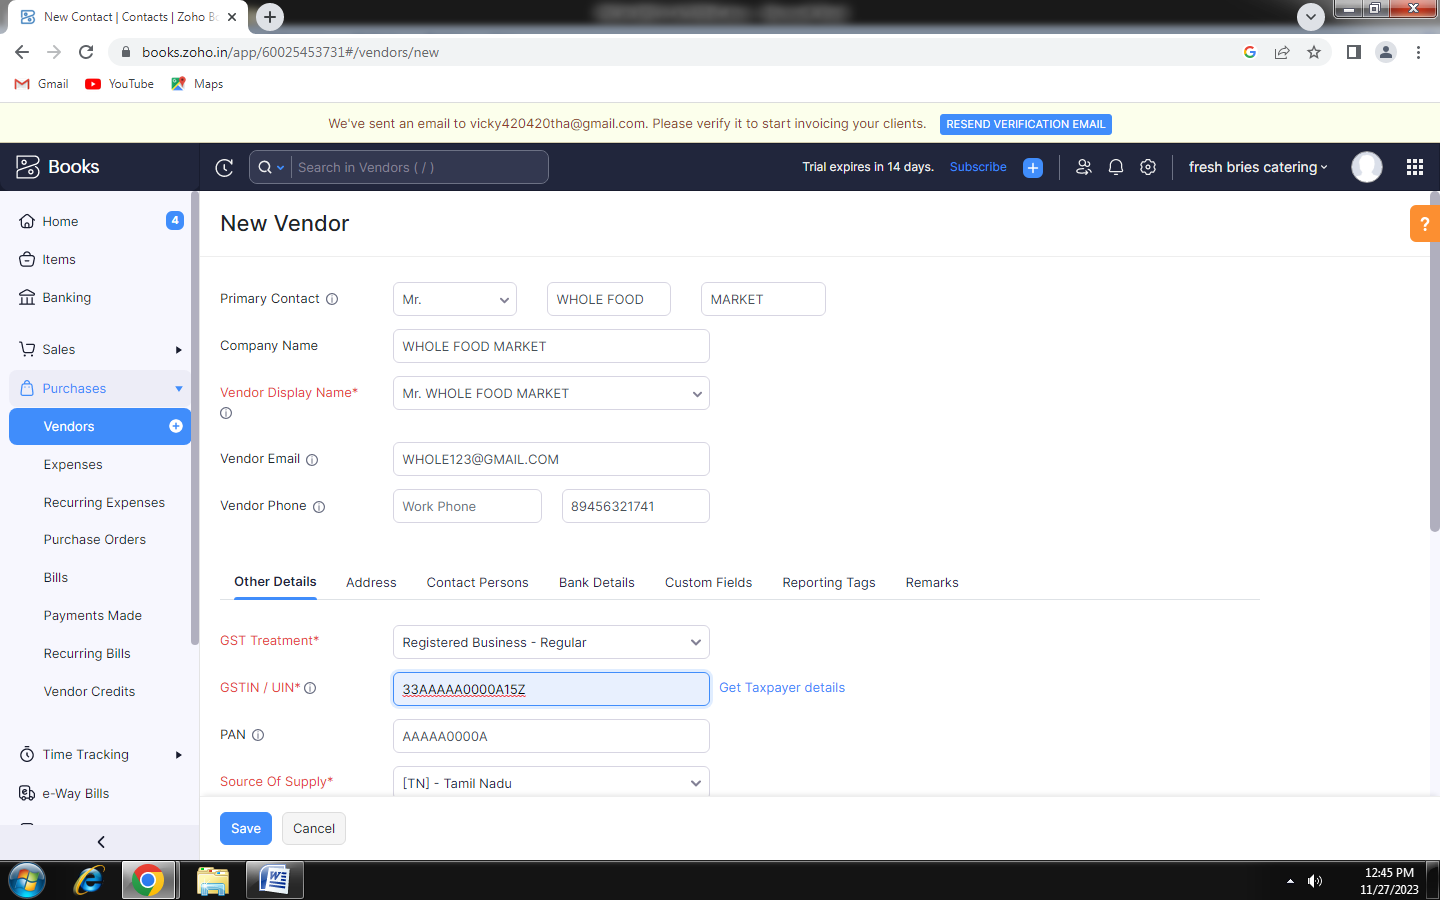 New Contact | Contacts | Zoho Bo
books.zoho.in/app/60025453731#/vendors/new
Gmail YouTube Maps
We've sent an email to vicky420420tha@gmail.com. Please verify it to start invoicing your clients. RESEND VERIFICATION EMAIL
Books
Search in Vendors ( / )
Trial expires in 14 days. Subscribe
fresh bries catering
Home 4
Items
Banking
Sales
Purchases
Vendors
Expenses
Recurring Expenses
Purchase Orders
Bills
Payments Made
Recurring Bills
Vendor Credits
Time Tracking
e-Way Bills
New Vendor
?
Primary Contact Mr. WHOLE FOOD MARKET
Company Name WHOLE FOOD MARKET
Vendor Display Name* Mr. WHOLE FOOD MARKET
Vendor Email WHOLE123@GMAIL.COM
Vendor Phone Work Phone 89456321741
Other Details Address Contact Persons Bank Details Custom Fields Reporting Tags Remarks
GST Treatment* Registered Business - Regular
GSTIN / UIN* 33AAAAA0000A15Z Get Taxpayer details
PAN AAAAA0000A
Source Of Supply* [TN] - Tamil Nadu
Save Cancel
12:45 PM
11/27/2023